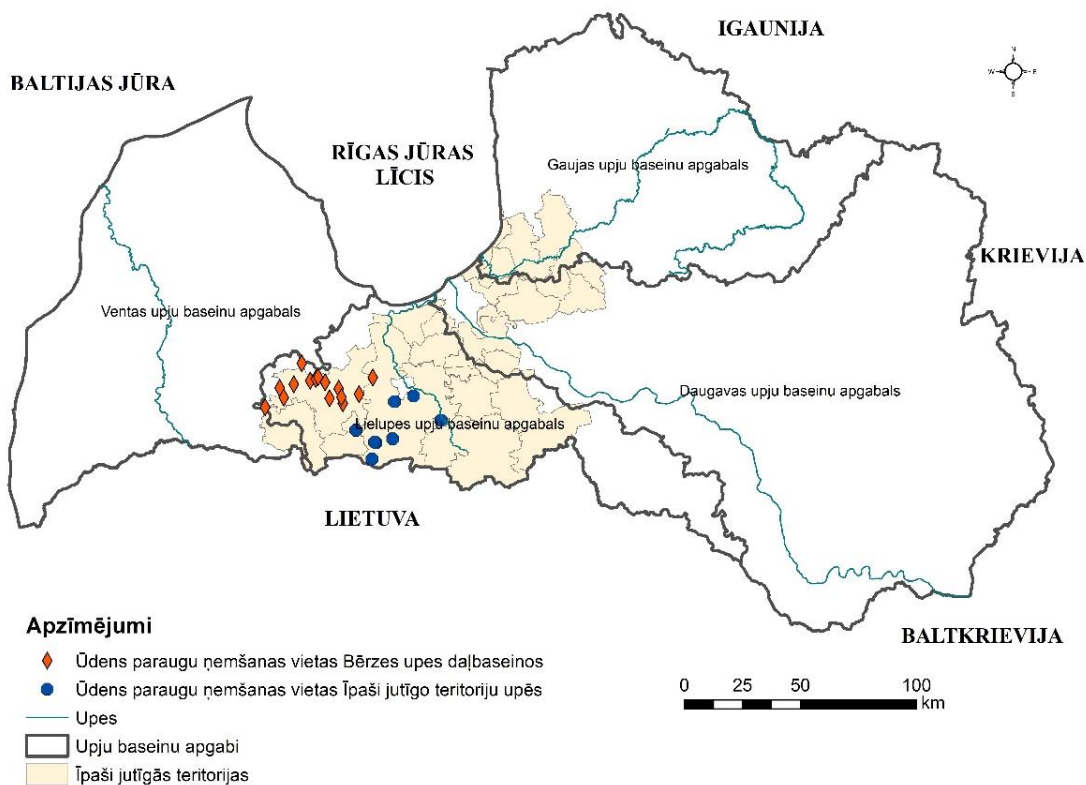 IGAUNIJA
BALTIJAS JŪRA
N
W E
S
RĪGAS JŪRAS
LĪCIS
Gaujas upju baseinu apgabals
KRIEVIJA
Ventas upju baseinu apgabals
Daugavas upju baseinu apgabals
Lielupes upju baseinu apgabals
LIETUVA
BALTKRIEVIJA
Apzīmējumi
Ūdens paraugu ņemšanas vietas Bērzes upes daļbaseinos
Ūdens paraugu ņemšanas vietas Īpaši jutīgo teritoriju upēs
Upes
Upju baseinu apgabi
Īpaši jutīgās teritorijas
0 25 50 100
km